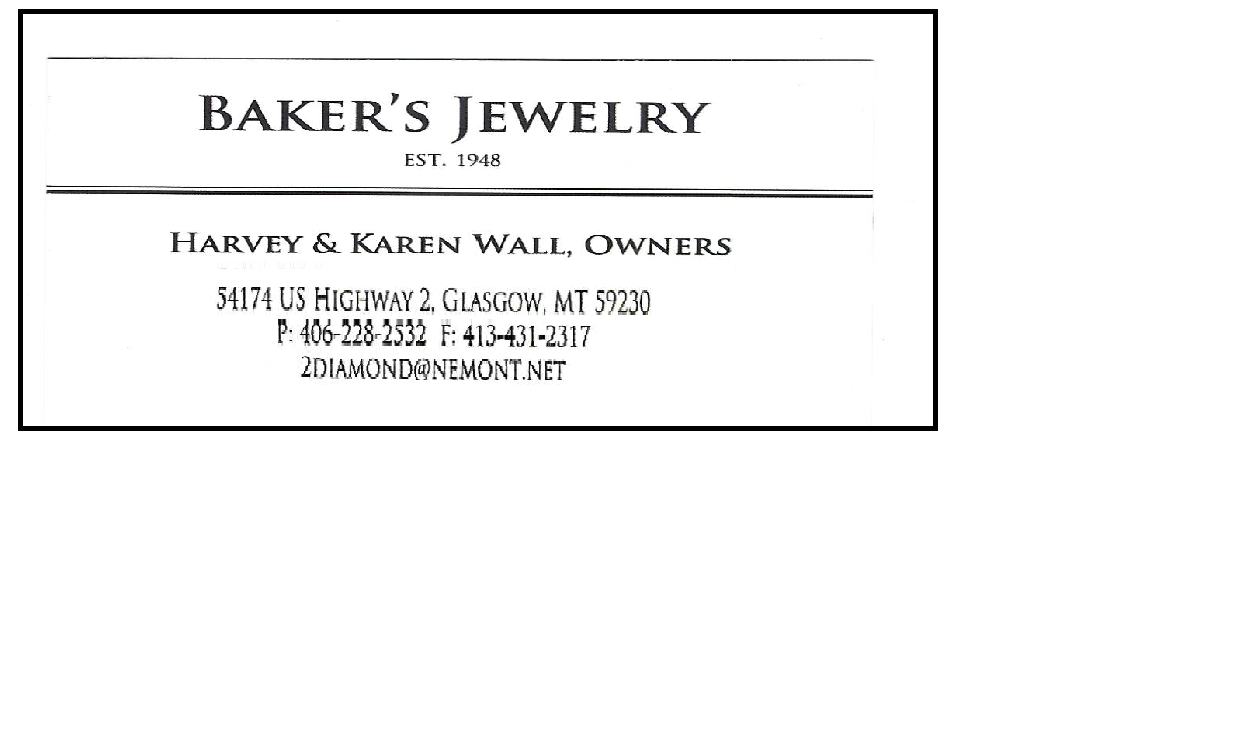 BAKER'S JEWELRY
EST. 1948
HARVEY & KAREN WALL, OWNERS
54174 US HIGHWAY 2, GLASGOW, MT 59230
P: 406-228-2532 F: 413-431-2317
2DIAMOND@NEMONT.NET